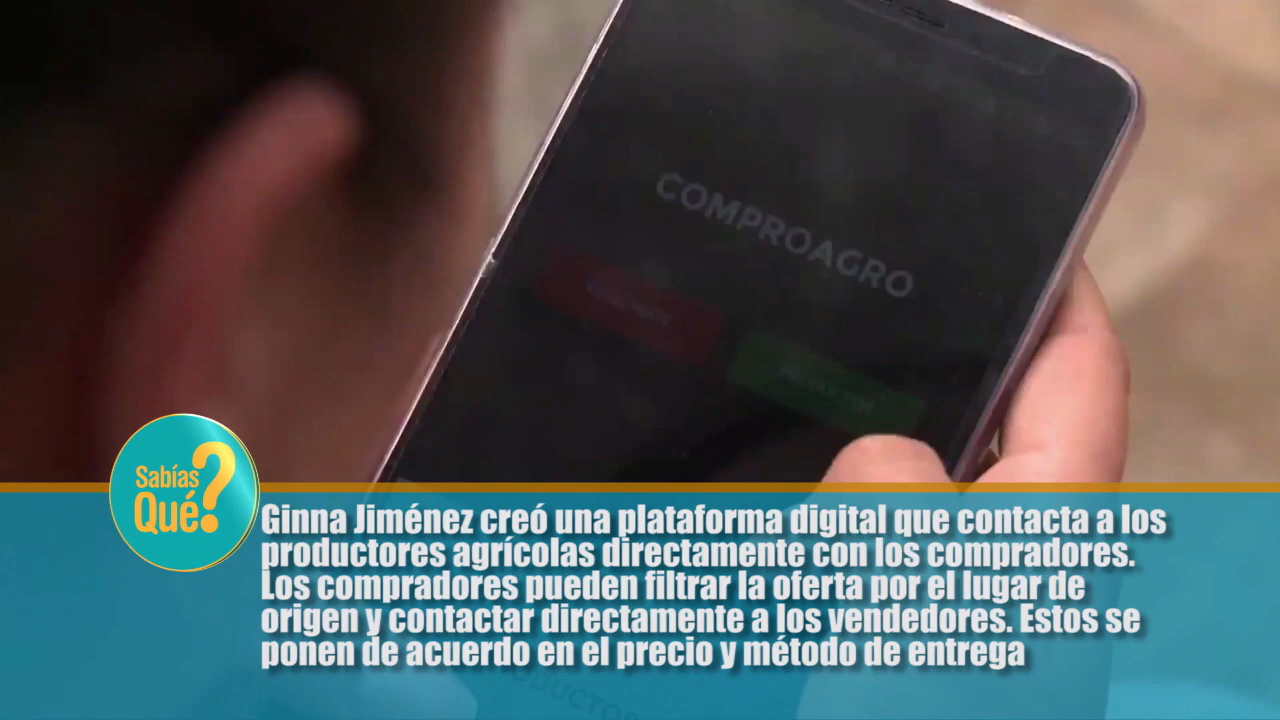 COMPROAGRO
Sabías
Qué?
Ginna Jiménez creó una plataforma digital que contacta a los
productores agrícolas directamente con los compradores.
Los compradores pueden filtrar la oferta por el lugar de
origen y contactar directamente a los vendedores. Estos se
ponen de acuerdo en el precio y método de entrega